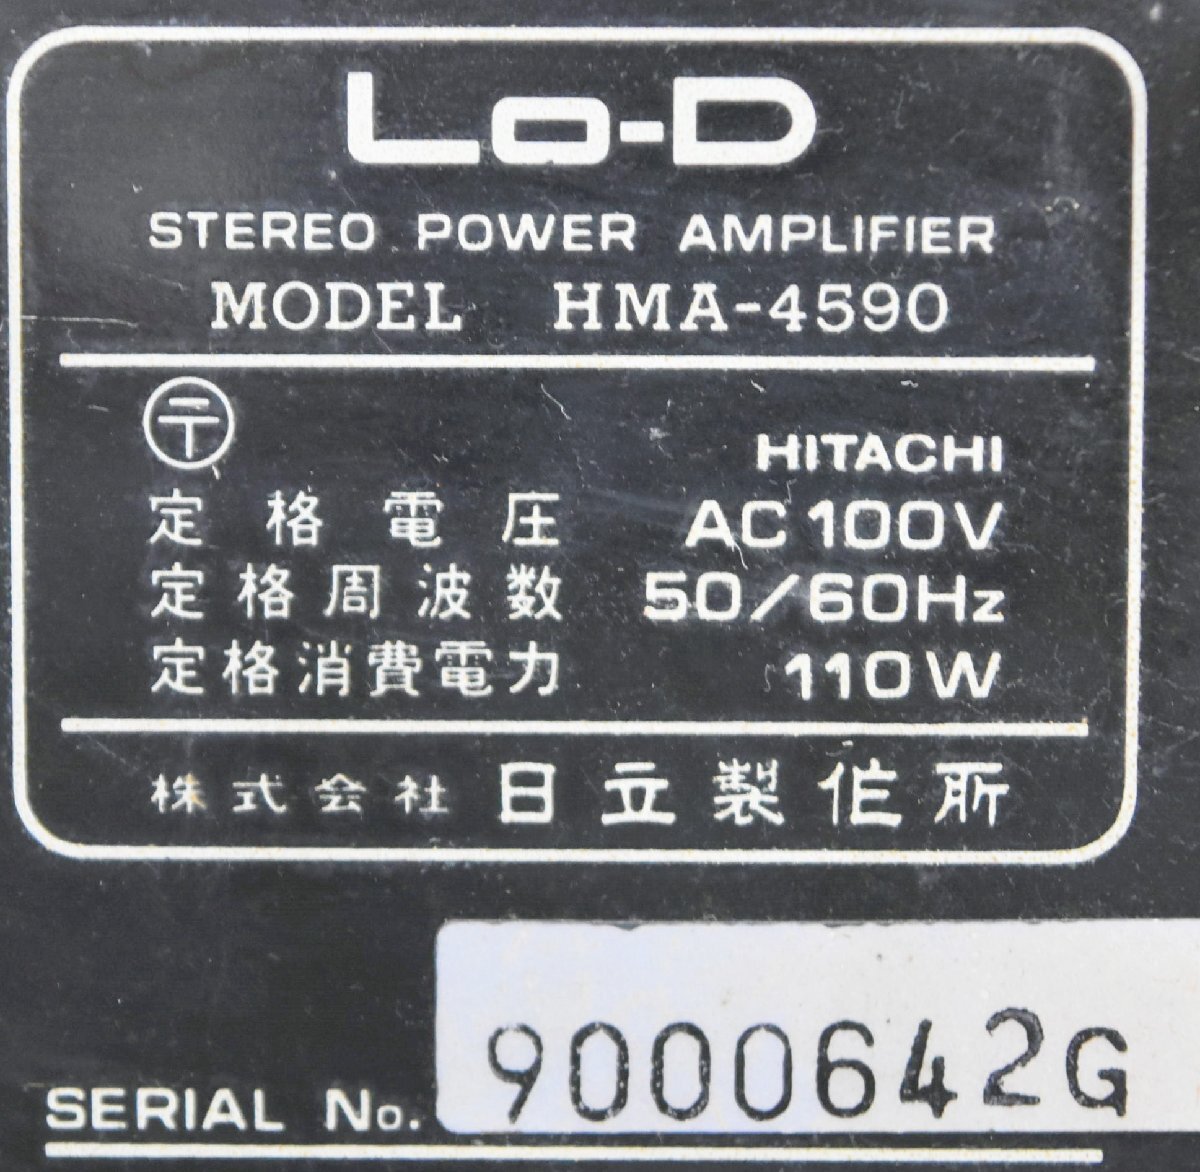 Lo-D
STEREO POWER AMPLIFIER
MODEL HMA-4590
〒
HITACHI
定格電圧 AC 100V
定格周波数 50/60Hz
定格消費電力 110W
株式会社 日立製作所
SERIAL No. 9000642G